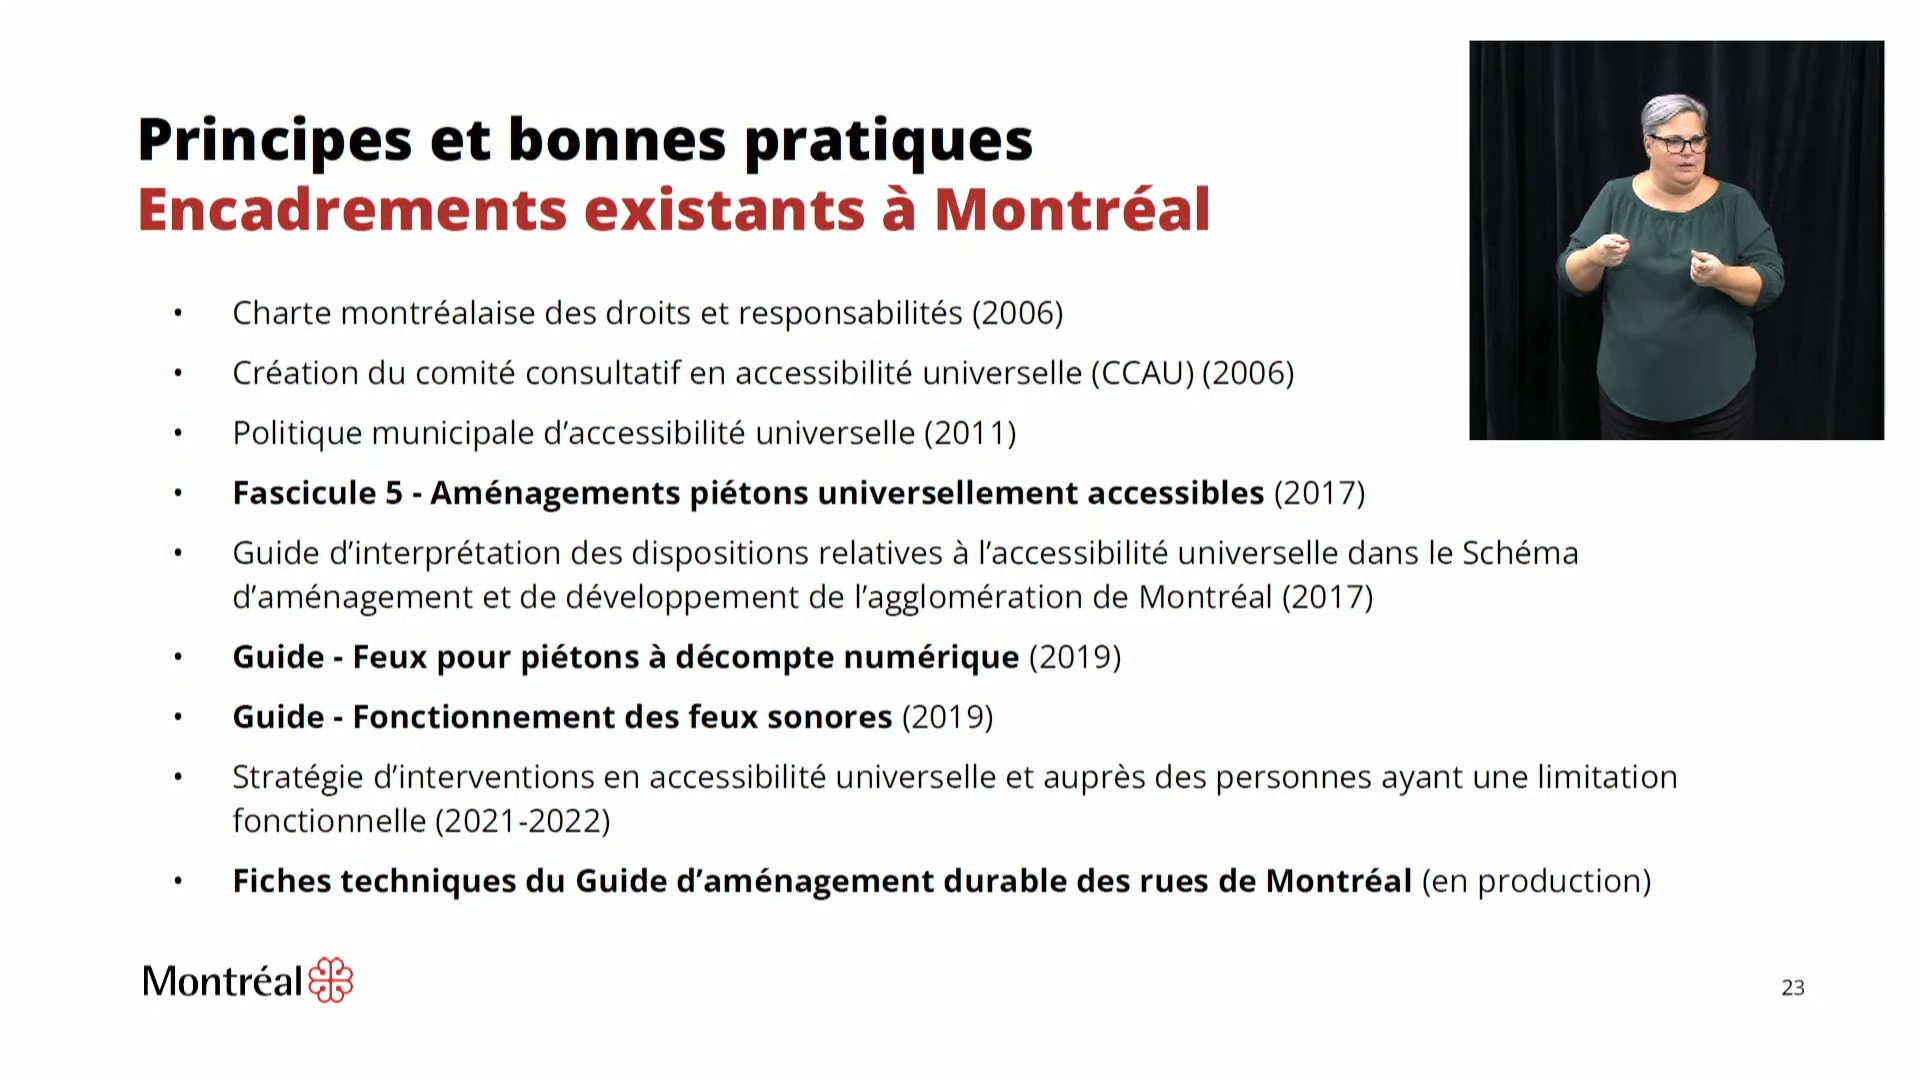 Principes et bonnes pratiques
Encadrements existants à Montréal
• Charte montréalaise des droits et responsabilités (2006)
• Création du comité consultatif en accessibilité universelle (CCAU) (2006)
• Politique municipale d’accessibilité universelle (2011)
• Fascicule 5 - Aménagements piétons universellement accessibles (2017)
• Guide d’interprétation des dispositions relatives à l’accessibilité universelle dans le Schéma
d’aménagement et de développement de l’agglomération de Montréal (2017)
• Guide - Feux pour piétons à décompte numérique (2019)
• Guide - Fonctionnement des feux sonores (2019)
• Stratégie d’interventions en accessibilité universelle et auprès des personnes ayant une limitation
fonctionnelle (2021-2022)
• Fiches techniques du Guide d’aménagement durable des rues de Montréal (en production)
Montréal
23